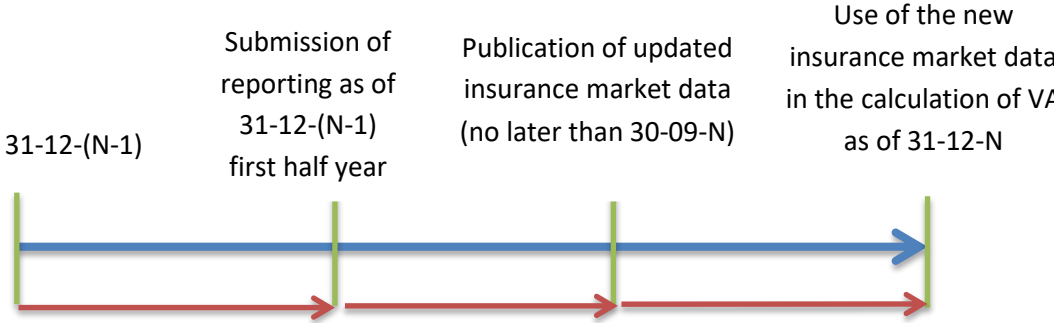 31-12-(N-1)
Submission of
reporting as of
31-12-(N-1)
first half year
Publication of updated
insurance market data
(no later than 30-09-N)
Use of the new
insurance market data
in the calculation of VA
as of 31-12-N